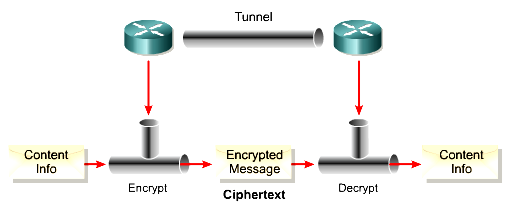 Tunnel
Content
Info
Encrypt
Encrypted
Message
Ciphertext
Decrypt
Content
Info